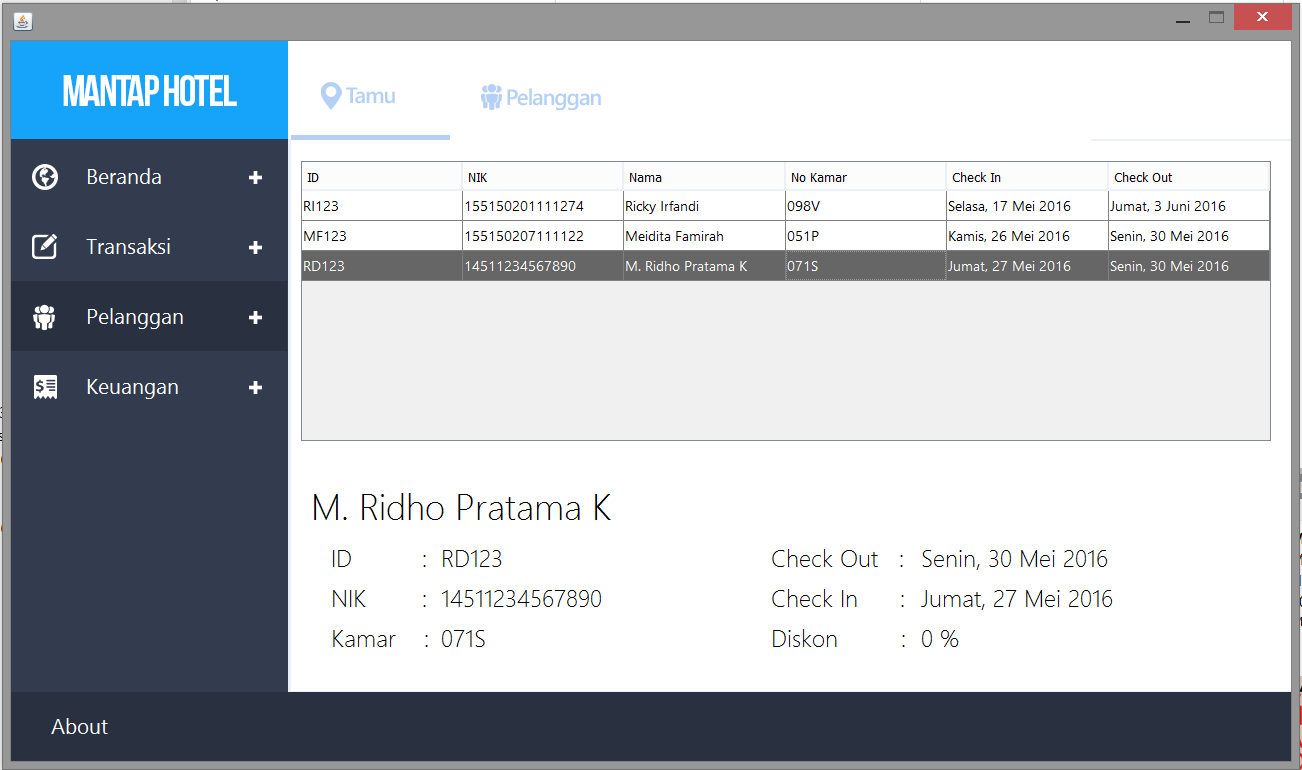 MANTAP HOTEL
Tamu Pelanggan
Beranda
Transaksi
Pelanggan
Keuangan
ID NIK Nama No Kamar Check In Check Out
RI123 155150201111274 Ricky Irfandi 098V Selasa, 17 Mei 2016 Jumat, 3 Juni 2016
MF123 155150207111122 Meidita Famirah 051P Kamis, 26 Mei 2016 Senin, 30 Mei 2016
RD123 14511234567890 M. Ridho Pratama K 071S Jumat, 27 Mei 2016 Senin, 30 Mei 2016
M. Ridho Pratama K
ID : RD123 Check Out : Senin, 30 Mei 2016
NIK : 14511234567890 Check In : Jumat, 27 Mei 2016
Kamar : 071S Diskon : 0 %
About